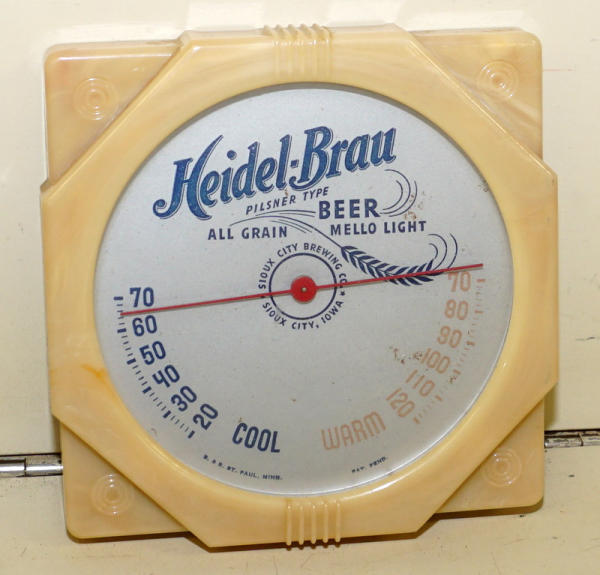 Heidel-Brau
PILSNER TYPE
BEER
ALL GRAIN
MELLO LIGHT
SIOUX CITY BREWING CO.
SIOUX CITY, IOWA
70
60
50
40
30
20
COOL
70
80
90
100
110
120
WARM
ST. PAUL, MINN.
PAT. PEND.